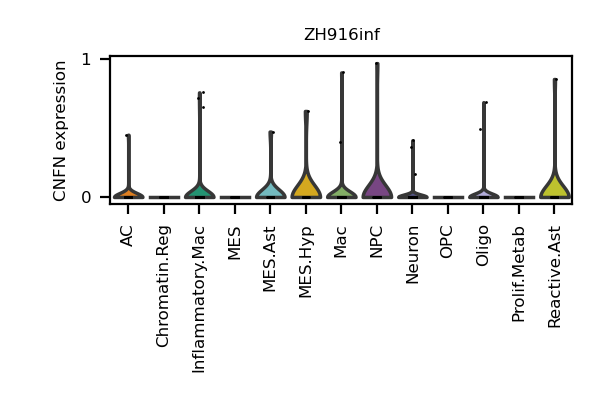 ZH916inf
CNFN expression
1
0
AC
Chromatin.Reg
Inflammatory.Mac
MES
MES.Ast
MES.Hyp
Mac
NPC
Neuron
OPC
Oligo
Prolif.Metab
Reactive.Ast